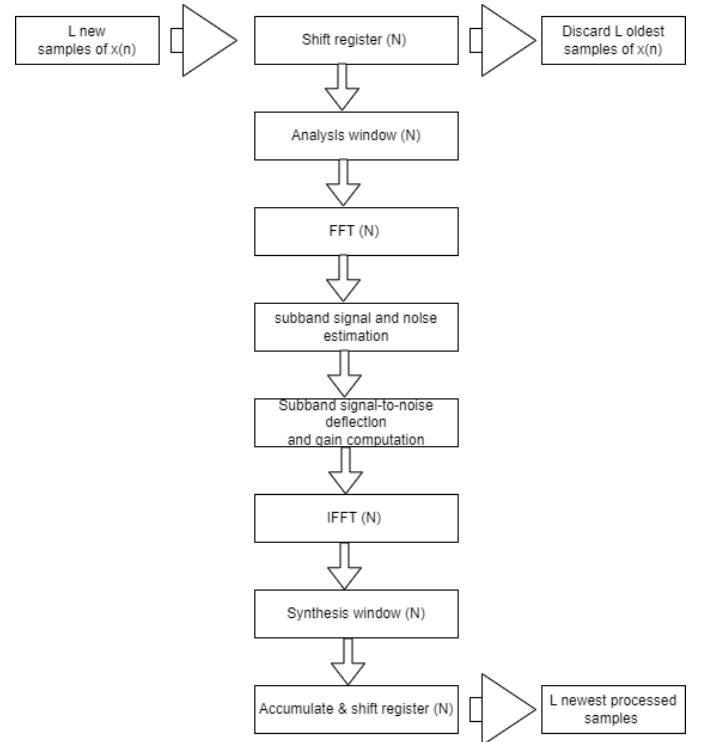 L new
samples of x(n)
Shift register (N)
Discard L oldest
samples of x(n)
Analysis window (N)
FFT (N)
subband signal and noise
estimation
Subband signal-to-noise
deflection
and gain computation
IFFT (N)
Synthesis window (N)
Accumulate & shift register (N)
L newest processed
samples